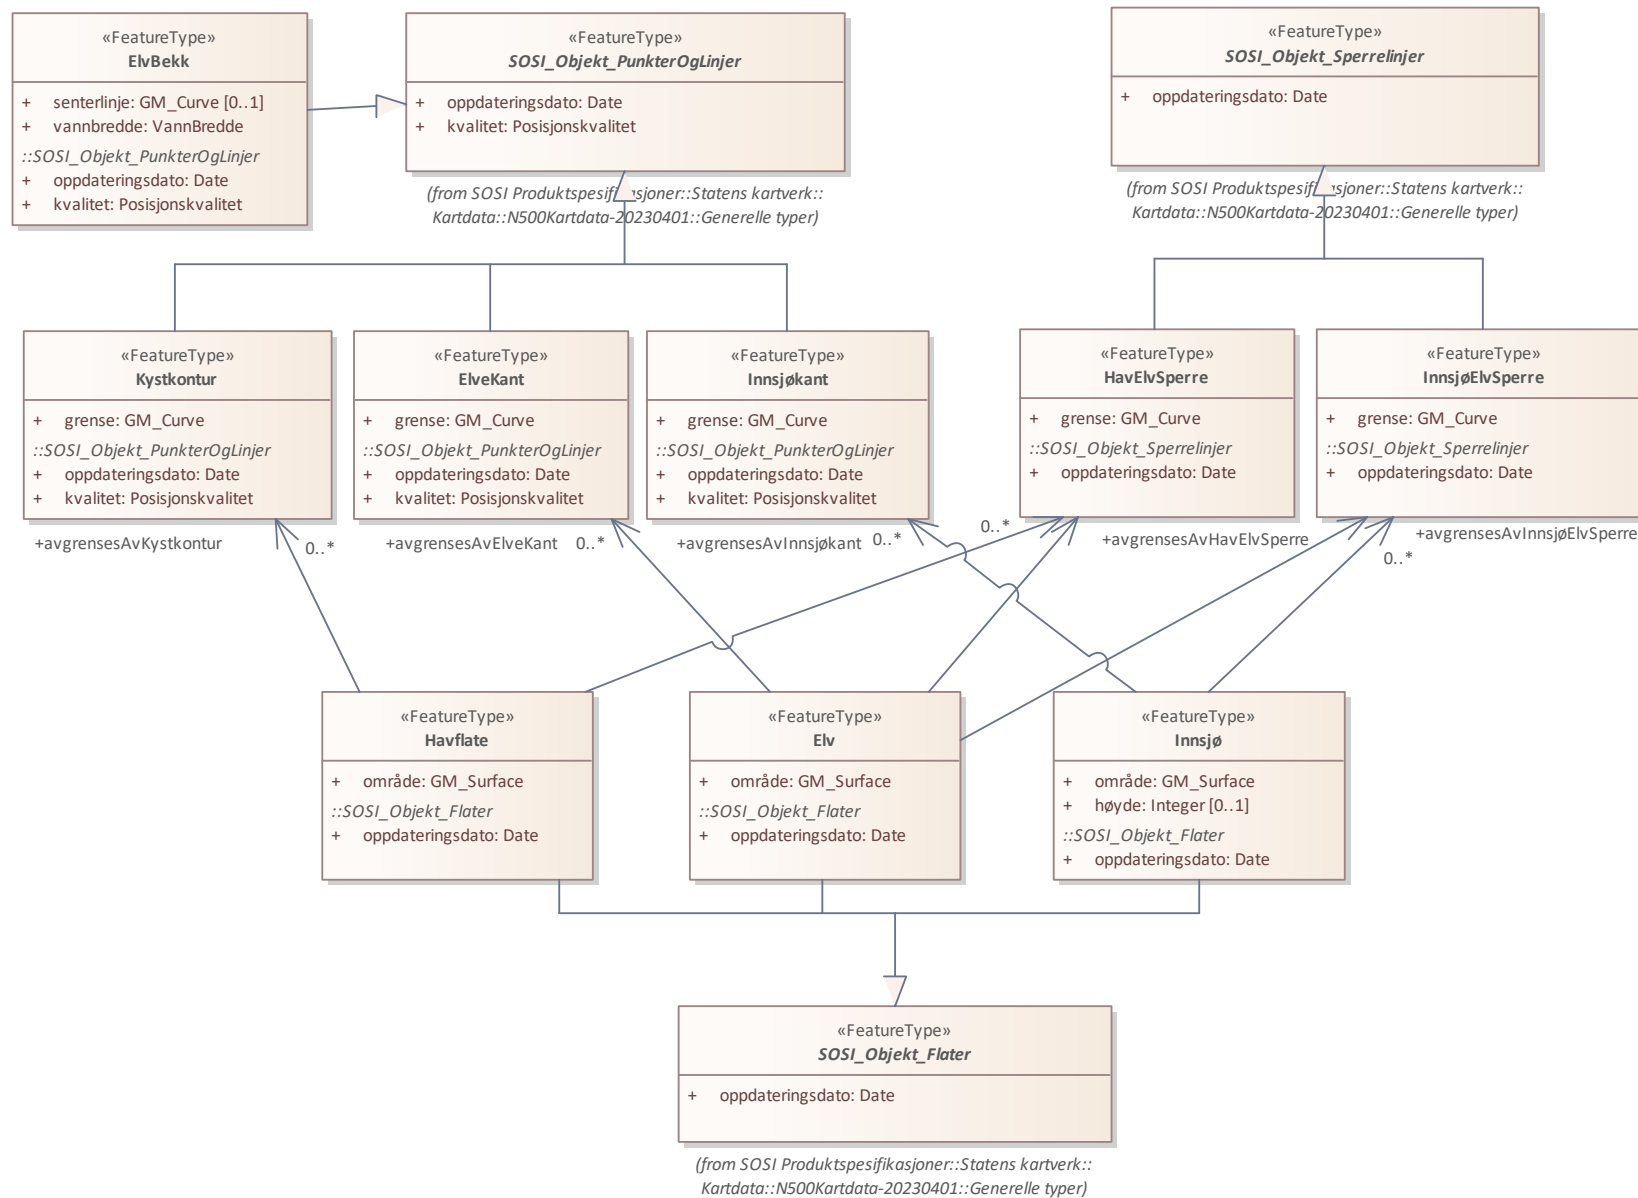 «FeatureType»
ElvBekk
+ senterlinje: GM_Curve [0..1]
+ vannbredde: VannBredde
::SOSI_Objekt_PunkterOgLinjer
+ oppdateringsdato: Date
+ kvalitet: Posisjonskvalitet
«FeatureType»
SOSI_Objekt_PunkterOgLinjer
+ oppdateringsdato: Date
+ kvalitet: Posisjonskvalitet
(from SOSI Produktspesifikasjoner::Statens kartverk::
Kartdata::N500Kartdata-20230401::Generelle typer)
«FeatureType»
SOSI_Objekt_Sperrelinjer
+ oppdateringsdato: Date
(from SOSI Produktspesifikasjoner::Statens kartverk::
Kartdata::N500Kartdata-20230401::Generelle typer)
«FeatureType»
Kystkontur
+ grense: GM_Curve
::SOSI_Objekt_PunkterOgLinjer
+ oppdateringsdato: Date
+ kvalitet: Posisjonskvalitet
«FeatureType»
ElveKant
+ grense: GM_Curve
::SOSI_Objekt_PunkterOgLinjer
+ oppdateringsdato: Date
+ kvalitet: Posisjonskvalitet
«FeatureType»
Innsjøkant
+ grense: GM_Curve
::SOSI_Objekt_PunkterOgLinjer
+ oppdateringsdato: Date
+ kvalitet: Posisjonskvalitet
«FeatureType»
HavElvSperre
+ grense: GM_Curve
::SOSI_Objekt_Sperrelinjer
+ oppdateringsdato: Date
«FeatureType»
InnsjøElvSperre
+ grense: GM_Curve
::SOSI_Objekt_Sperrelinjer
+ oppdateringsdato: Date
+avgrensesAvKystkontur
0..*
+avgrensesAvElveKant
0..*
+avgrensesAvInnsjøkant
0..*
0..*
+avgrensesAvHavElvSperre
+avgrensesAvInnsjøElvSperre
0..*
«FeatureType»
Havflate
+ område: GM_Surface
::SOSI_Objekt_Flater
+ oppdateringsdato: Date
«FeatureType»
Elv
+ område: GM_Surface
::SOSI_Objekt_Flater
+ oppdateringsdato: Date
«FeatureType»
Innsjø
+ område: GM_Surface
+ høyde: Integer [0..1]
::SOSI_Objekt_Flater
+ oppdateringsdato: Date
«FeatureType»
SOSI_Objekt_Flater
+ oppdateringsdato: Date
(from SOSI Produktspesifikasjoner::Statens kartverk::
Kartdata::N500Kartdata-20230401::Generelle typer)